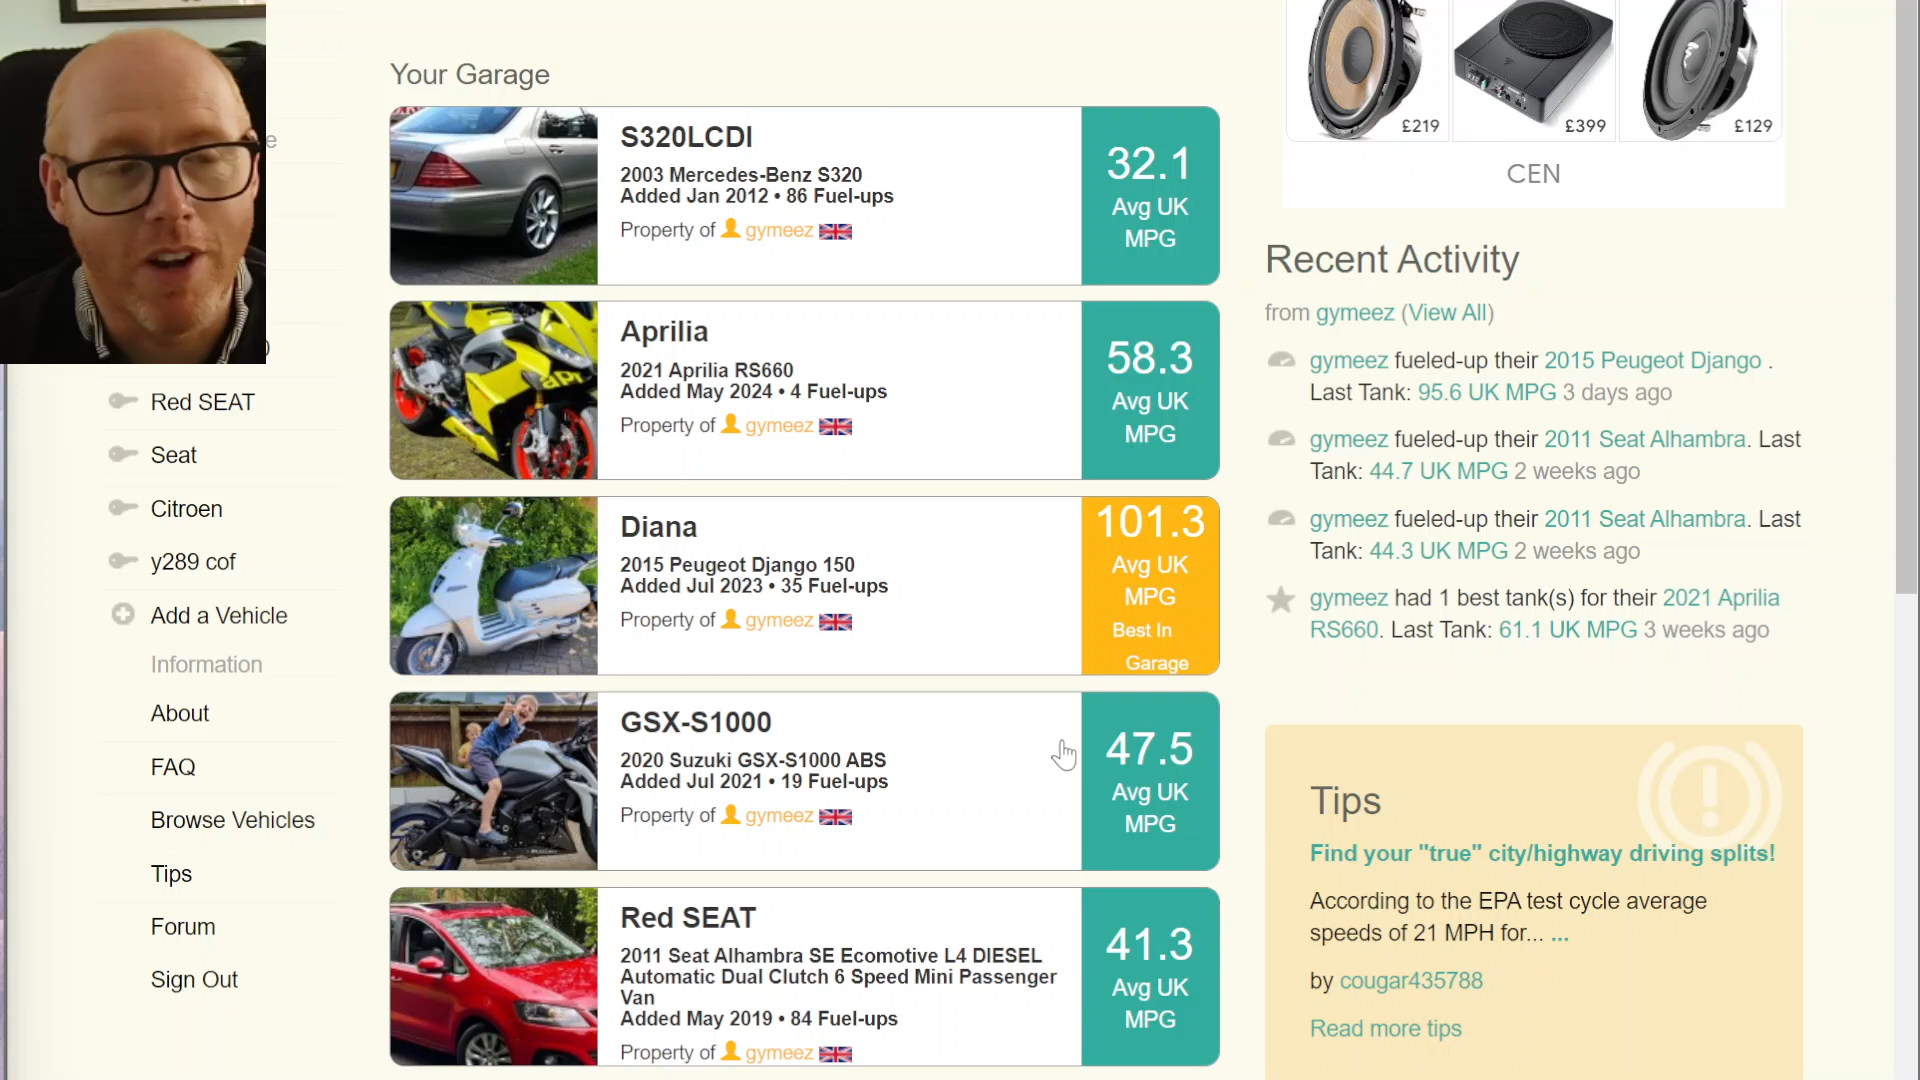 Your Garage
S320LCDI
2003 Mercedes-Benz S320
Added Jan 2012 • 86 Fuel-ups
Property of gymeez
32.1
Avg UK
MPG
Aprilia
2021 Aprilia RS660
Added May 2024 • 4 Fuel-ups
Property of gymeez
58.3
Avg UK
MPG
Diana
2015 Peugeot Django 150
Added Jul 2023 • 35 Fuel-ups
Property of gymeez
101.3
Avg UK
MPG
Best In
Garage
GSX-S1000
2020 Suzuki GSX-S1000 ABS
Added Jul 2021 • 19 Fuel-ups
Property of gymeez
47.5
Avg UK
MPG
Red SEAT
2011 Seat Alhambra SE Ecomotive L4 DIESEL
Automatic Dual Clutch 6 Speed Mini Passenger
Van
Added May 2019 • 84 Fuel-ups
Property of gymeez
41.3
Avg UK
MPG
Red SEAT
Seat
Citroen
y289 cof
Add a Vehicle
Information
About
FAQ
Browse Vehicles
Tips
Forum
Sign Out
£219 £399 £129
CEN
Recent Activity
from gymeez (View All)
gymeez fueled-up their 2015 Peugeot Django .
Last Tank: 95.6 UK MPG 3 days ago
gymeez fueled-up their 2011 Seat Alhambra. Last
Tank: 44.7 UK MPG 2 weeks ago
gymeez fueled-up their 2011 Seat Alhambra. Last
Tank: 44.3 UK MPG 2 weeks ago
gymeez had 1 best tank(s) for their 2021 Aprilia
RS660. Last Tank: 61.1 UK MPG 3 weeks ago
Tips
Find your "true" city/highway driving splits!
According to the EPA test cycle average
speeds of 21 MPH for... ...
by cougar435788
Read more tips